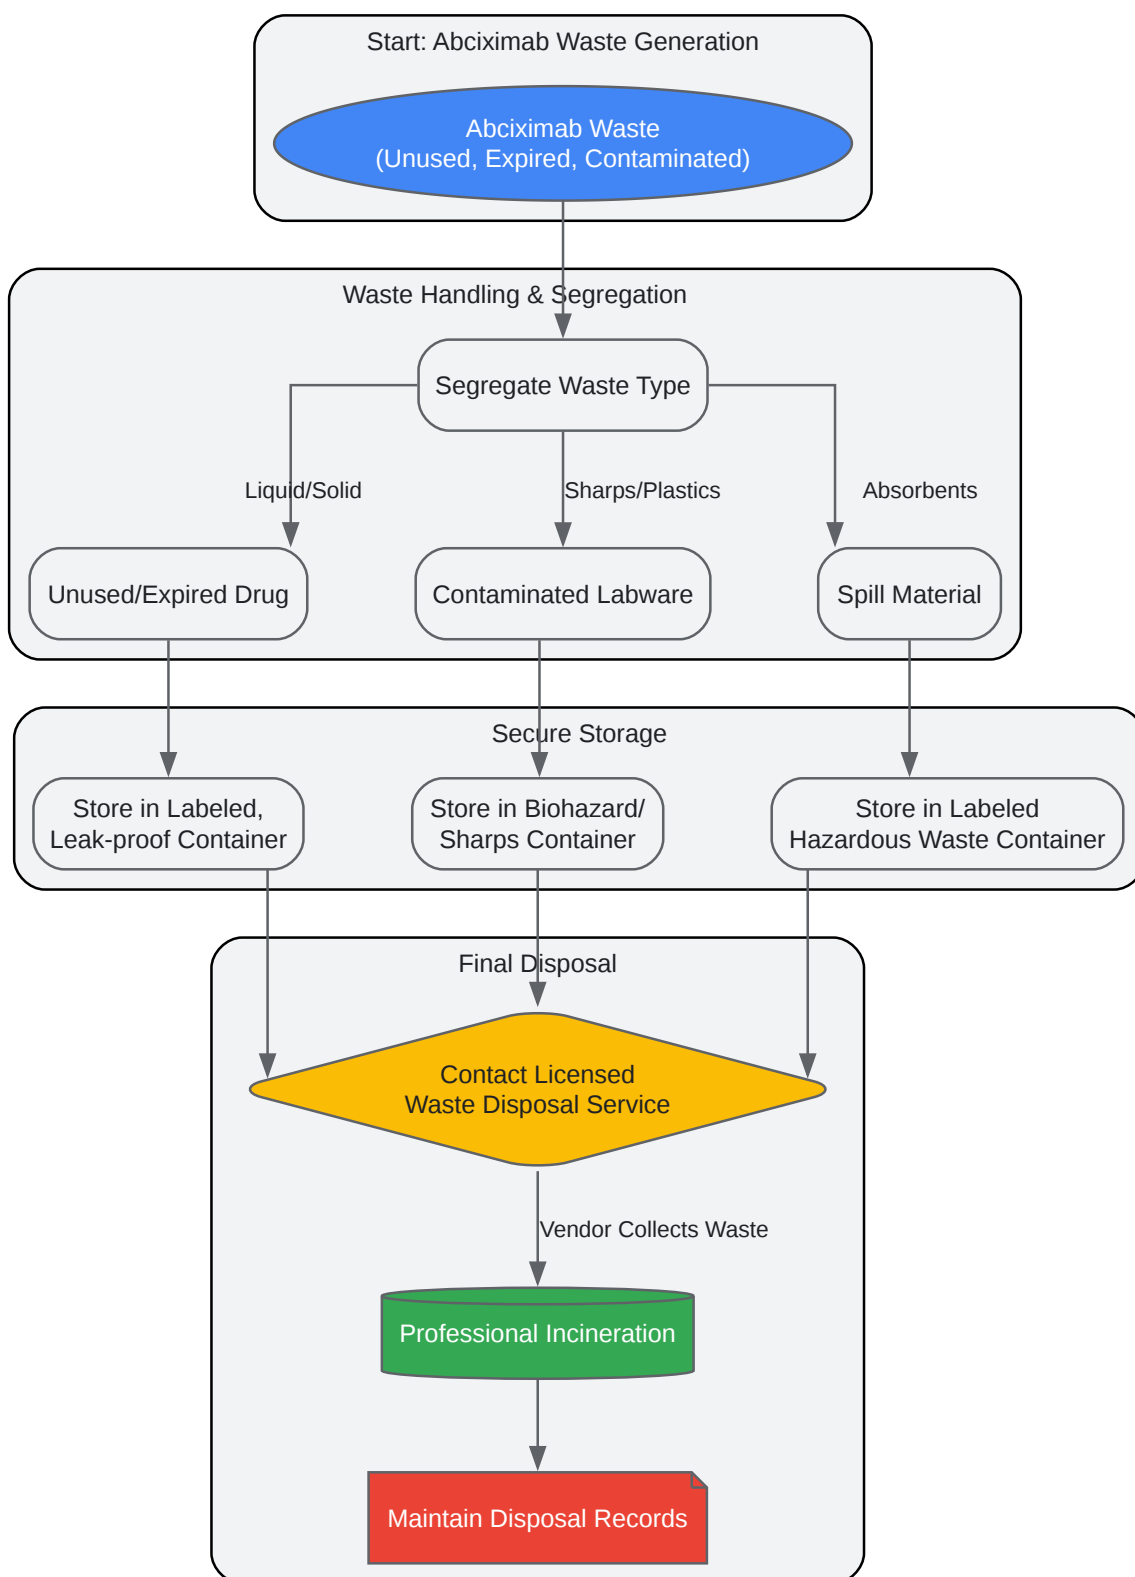 Start: Abciximab Waste Generation
Abciximab Waste
(Unused, Expired, Contaminated)
Waste Handling & Segregation
Segregate Waste Type
Liquid/Solid
Sharps/Plastics
Absorbents
Unused/Expired Drug
Contaminated Labware
Spill Material
Secure Storage
Store in Labeled,
Leak-proof Container
Store in Biohazard/
Sharps Container
Store in Labeled
Hazardous Waste Container
Final Disposal
Contact Licensed
Waste Disposal Service
Vendor Collects Waste
Professional Incineration
Maintain Disposal Records